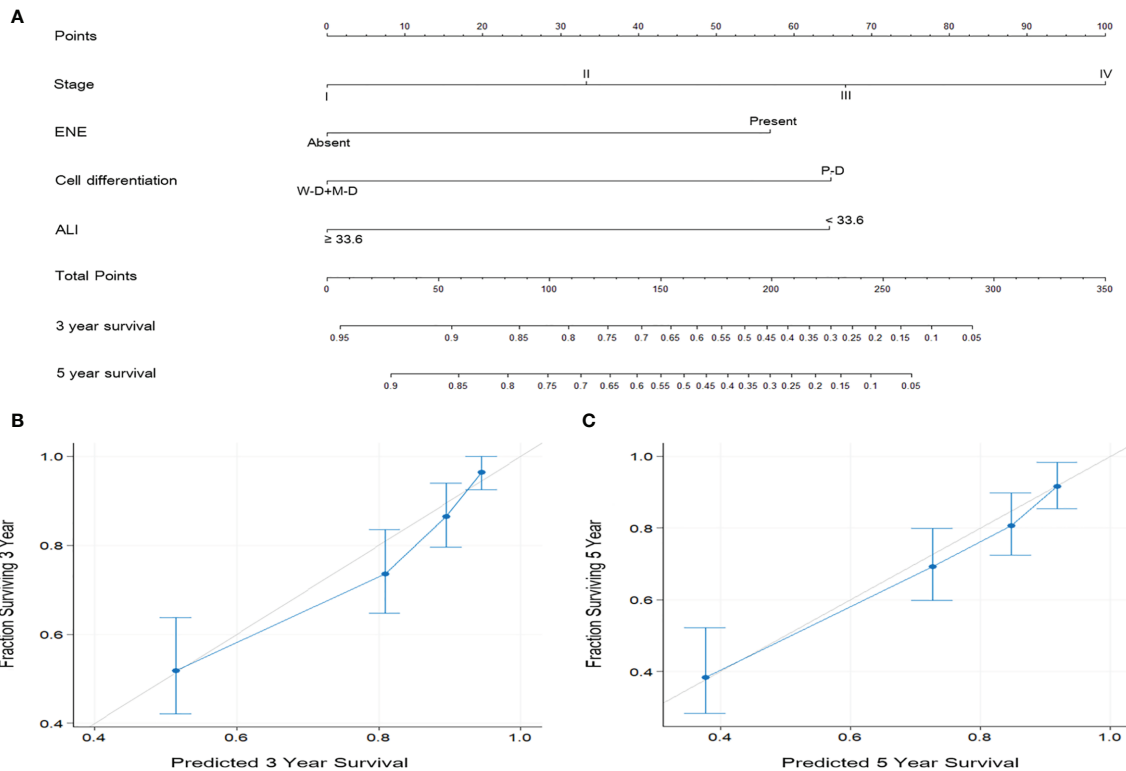 A
Points
0 10 20 30 40 50 60 70 80 90 100
Stage
I II III IV
ENE
Absent Present
Cell differentiation
W-D+M-D P-D
ALI
≥ 33.6 < 33.6
Total Points
0 50 100 150 200 250 300 350
3 year survival
0.95 0.9 0.85 0.8 0.75 0.7 0.65 0.6 0.55 0.5 0.45 0.4 0.35 0.3 0.25 0.2 0.15 0.1 0.05
5 year survival
0.9 0.85 0.8 0.75 0.7 0.65 0.6 0.55 0.5 0.45 0.4 0.35 0.3 0.25 0.2 0.15 0.1 0.05
B
Fraction Surviving 3 Year
1.0
0.8
0.6
0.4
0.4 0.6 0.8 1.0
Predicted 3 Year Survival
C
Fraction Surviving 5 Year
1.0
0.8
0.6
0.4
0.4 0.6 0.8 1.0
Predicted 5 Year Survival